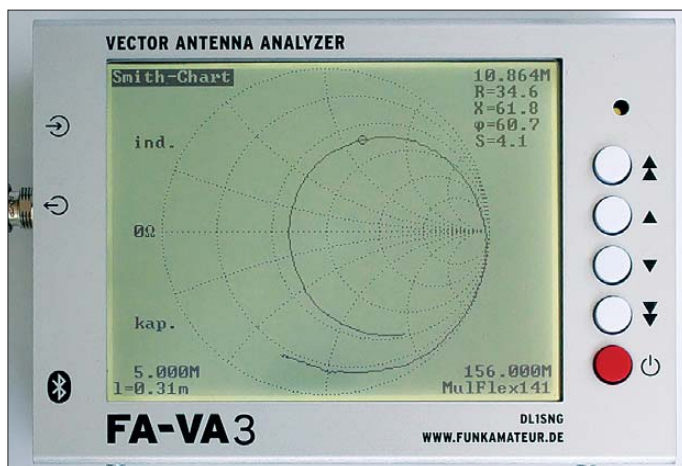 VECTOR ANTENNA ANALYZER
Smith-Chart
10.864M
R=34.6
X=61.8
φ=60.7
S=4.1
ind.
0Ω
kap.
5.000M
156.000M
l=0.31m
MulFlex141
FA-VA3
DL1SNG
WWW.FUNKAMATEUR.DE